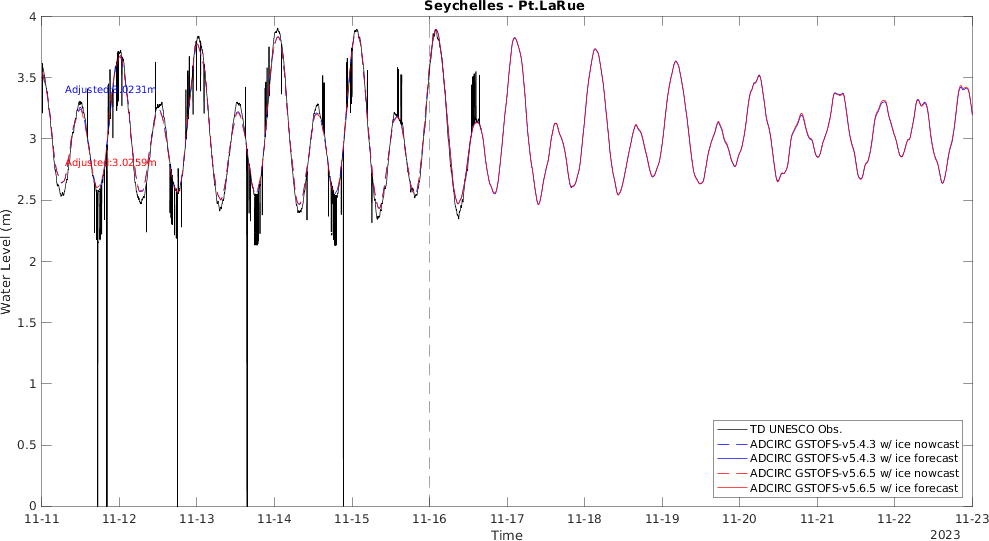 Seychelles - Pt.LaRue
4
3.5
3
2.5
2
1.5
1
0.5
0
Water Level (m)
Adjusted:3.0231m
Adjusted:3.0259m
TD UNESCO Obs.
ADCIRC GSTOFS-v5.4.3 w/ ice nowcast
ADCIRC GSTOFS-v5.4.3 w/ ice forecast
ADCIRC GSTOFS-v5.6.5 w/ ice nowcast
ADCIRC GSTOFS-v5.6.5 w/ ice forecast
11-11 11-12 11-13 11-14 11-15 11-16 11-17 11-18 11-19 11-20 11-21 11-22 11-23
Time
2023